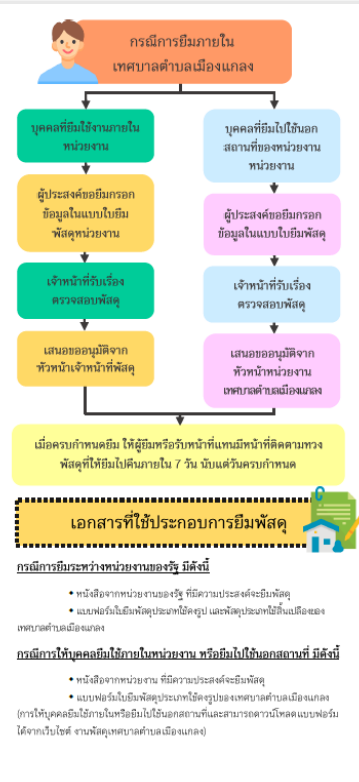 กรณีการยืมภายใน
เทศบาลตำบลเมืองแกลง
บุคคลที่ยืมใช้งานภายใน
หน่วยงาน
ผู้ประสงค์ขอยืมกรอก
ข้อมูลในแบบใบยืม
พัสดุหน่วยงาน
เจ้าหน้าที่รับเรื่อง
ตรวจสอบพัสดุ
เสนอขออนุมัติจาก
หัวหน้าเจ้าหน้าที่พัสดุ
บุคคลที่ยืมไปใช้นอก
สถานที่ของหน่วยงาน
หน่วยงาน
ผู้ประสงค์ขอยืมกรอก
ข้อมูลในแบบใบยืมพัสดุ
เจ้าหน้าที่รับเรื่อง
ตรวจสอบพัสดุ
เสนอขออนุมัติจาก
หัวหน้าหน่วยงาน
เทศบาลตำบลเมืองแกลง
เมื่อครบกำหนดยืม ให้ผู้ยืมหรือรับหน้าที่แทนมีหน้าที่ติดตามทวง
พัสดุที่ให้ยืมไปคืนภายใน 7 วัน นับแต่วันครบกำหนด
เอกสารที่ใช้ประกอบการยืมพัสดุ
กรณีการยืมระหว่างหน่วยงานของรัฐ มีดังนี้
• หนังสือจากหน่วยงานของรัฐ ที่มีความประสงค์จะยืมพัสดุ
• แบบฟอร์มใบยืมพัสดุประเภทใช้คงรูป และพัสดุประเภทใช้สิ้นเปลืองของ
เทศบาลตำบลเมืองแกลง
กรณีการให้บุคคลยืมใช้ภายในหน่วยงาน หรือยืมไปใช้นอกสถานที่ มีดังนี้
• หนังสือจากหน่วยงาน ที่มีความประสงค์จะยืมพัสดุ
• แบบฟอร์มใบยืมพัสดุประเภทใช้คงรูปของเทศบาลตำบลเมืองแกลง
(การให้บุคคลยืมใช้ภายในหรือยืมไปใช้นอกสถานที่และสามารถดาวน์โหลดแบบฟอร์ม
ได้จากเว็บไซต์ งานพัสดุเทศบาลตำบลเมืองแกลง)